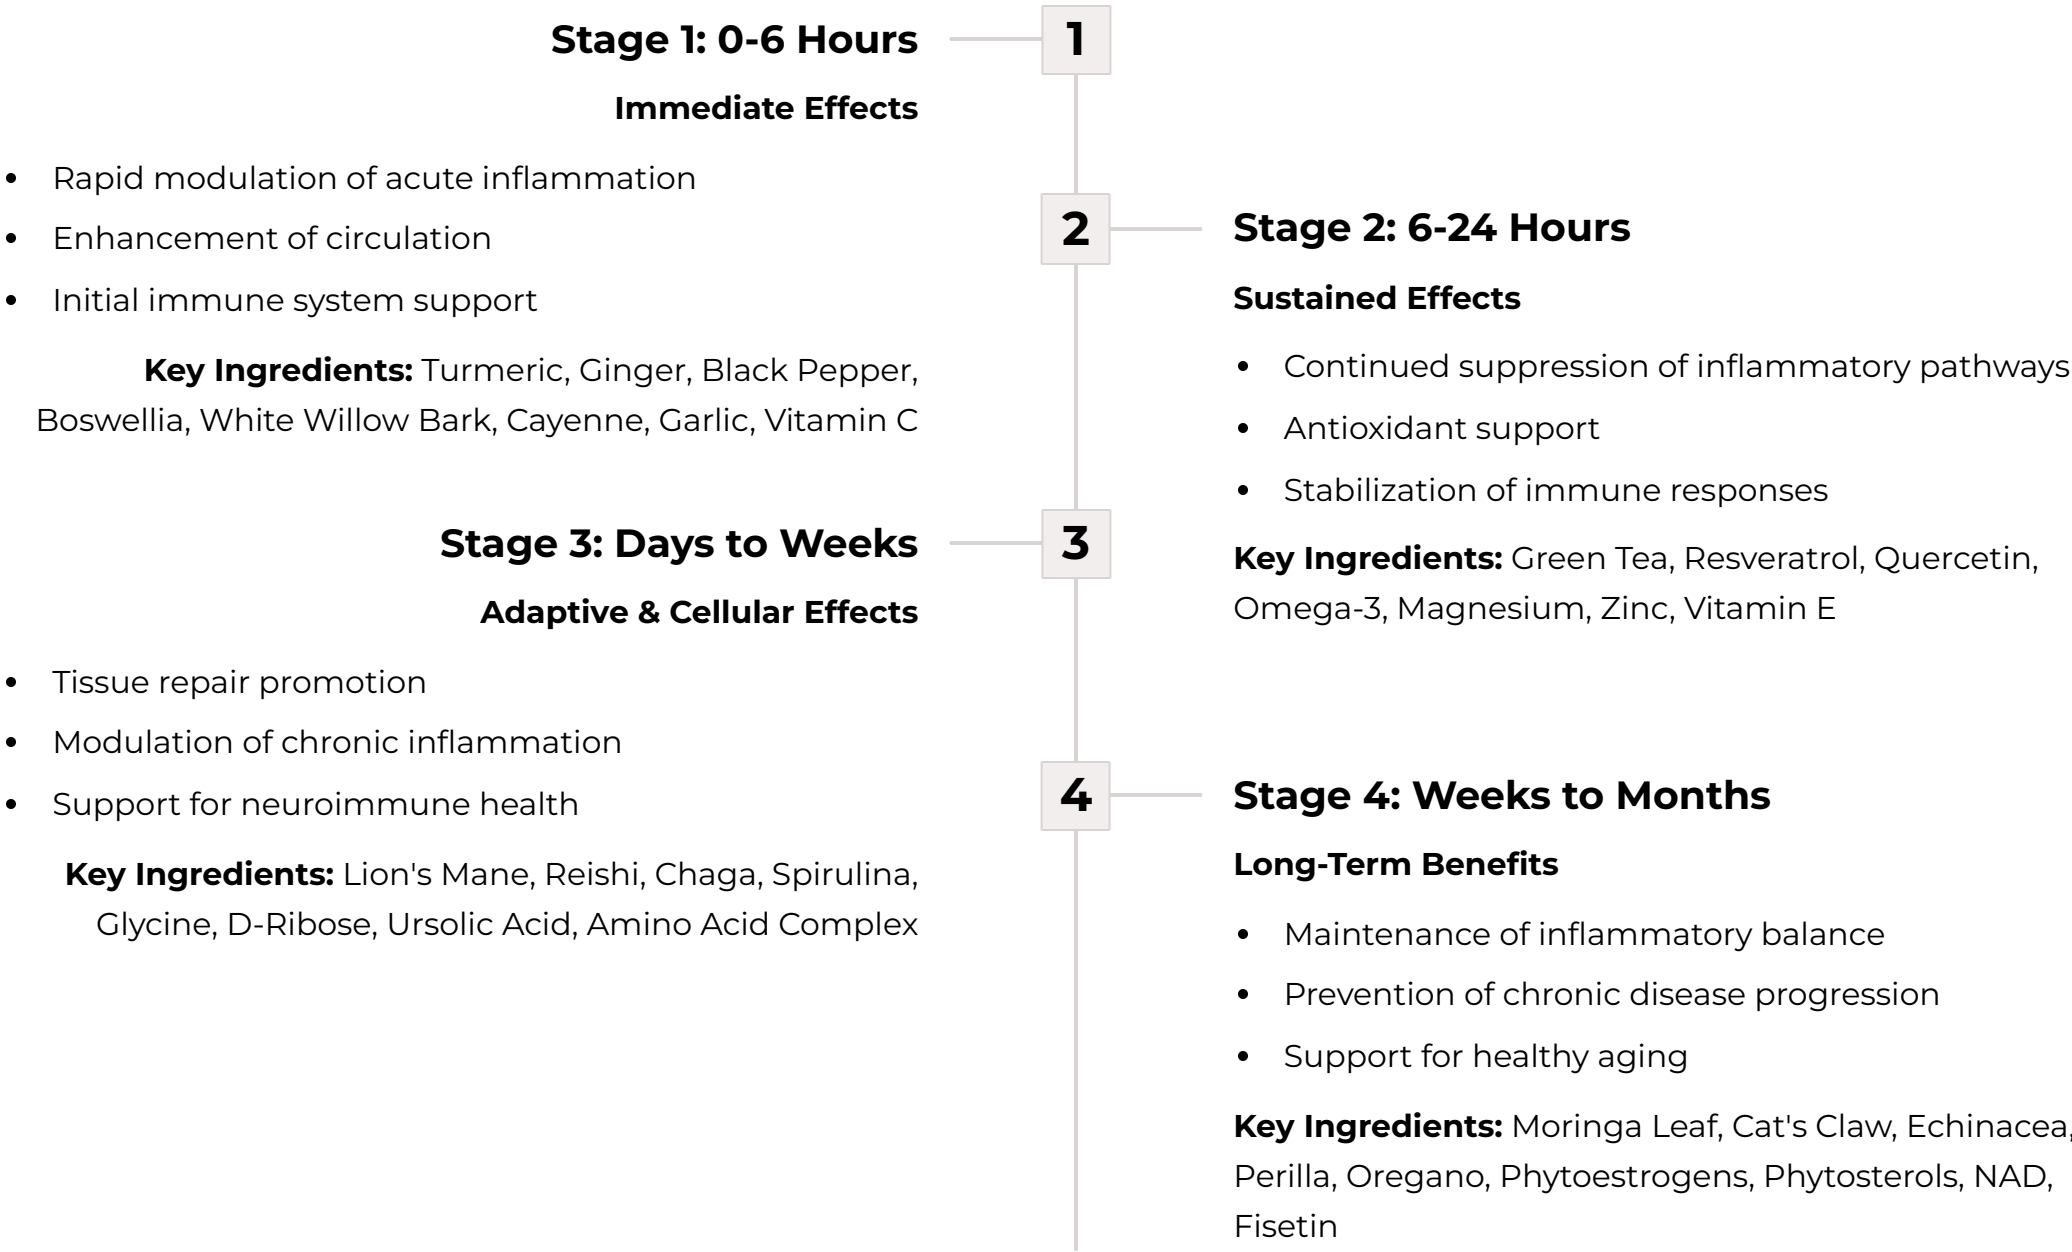 Stage 1: 0-6 Hours
1
Immediate Effects
• Rapid modulation of acute inflammation
• Enhancement of circulation
• Initial immune system support
Key Ingredients: Turmeric, Ginger, Black Pepper,
Boswellia, White Willow Bark, Cayenne, Garlic, Vitamin C
2
Stage 2: 6-24 Hours
Sustained Effects
• Continued suppression of inflammatory pathways
• Antioxidant support
• Stabilization of immune responses
Key Ingredients: Green Tea, Resveratrol, Quercetin,
Omega-3, Magnesium, Zinc, Vitamin E
Stage 3: Days to Weeks
3
Adaptive & Cellular Effects
• Tissue repair promotion
• Modulation of chronic inflammation
• Support for neuroimmune health
Key Ingredients: Lion's Mane, Reishi, Chaga, Spirulina,
Glycine, D-Ribose, Ursolic Acid, Amino Acid Complex
4
Stage 4: Weeks to Months
Long-Term Benefits
• Maintenance of inflammatory balance
• Prevention of chronic disease progression
• Support for healthy aging
Key Ingredients: Moringa Leaf, Cat's Claw, Echinacea,
Perilla, Oregano, Phytoestrogens, Phytosterols, NAD,
Fisetin